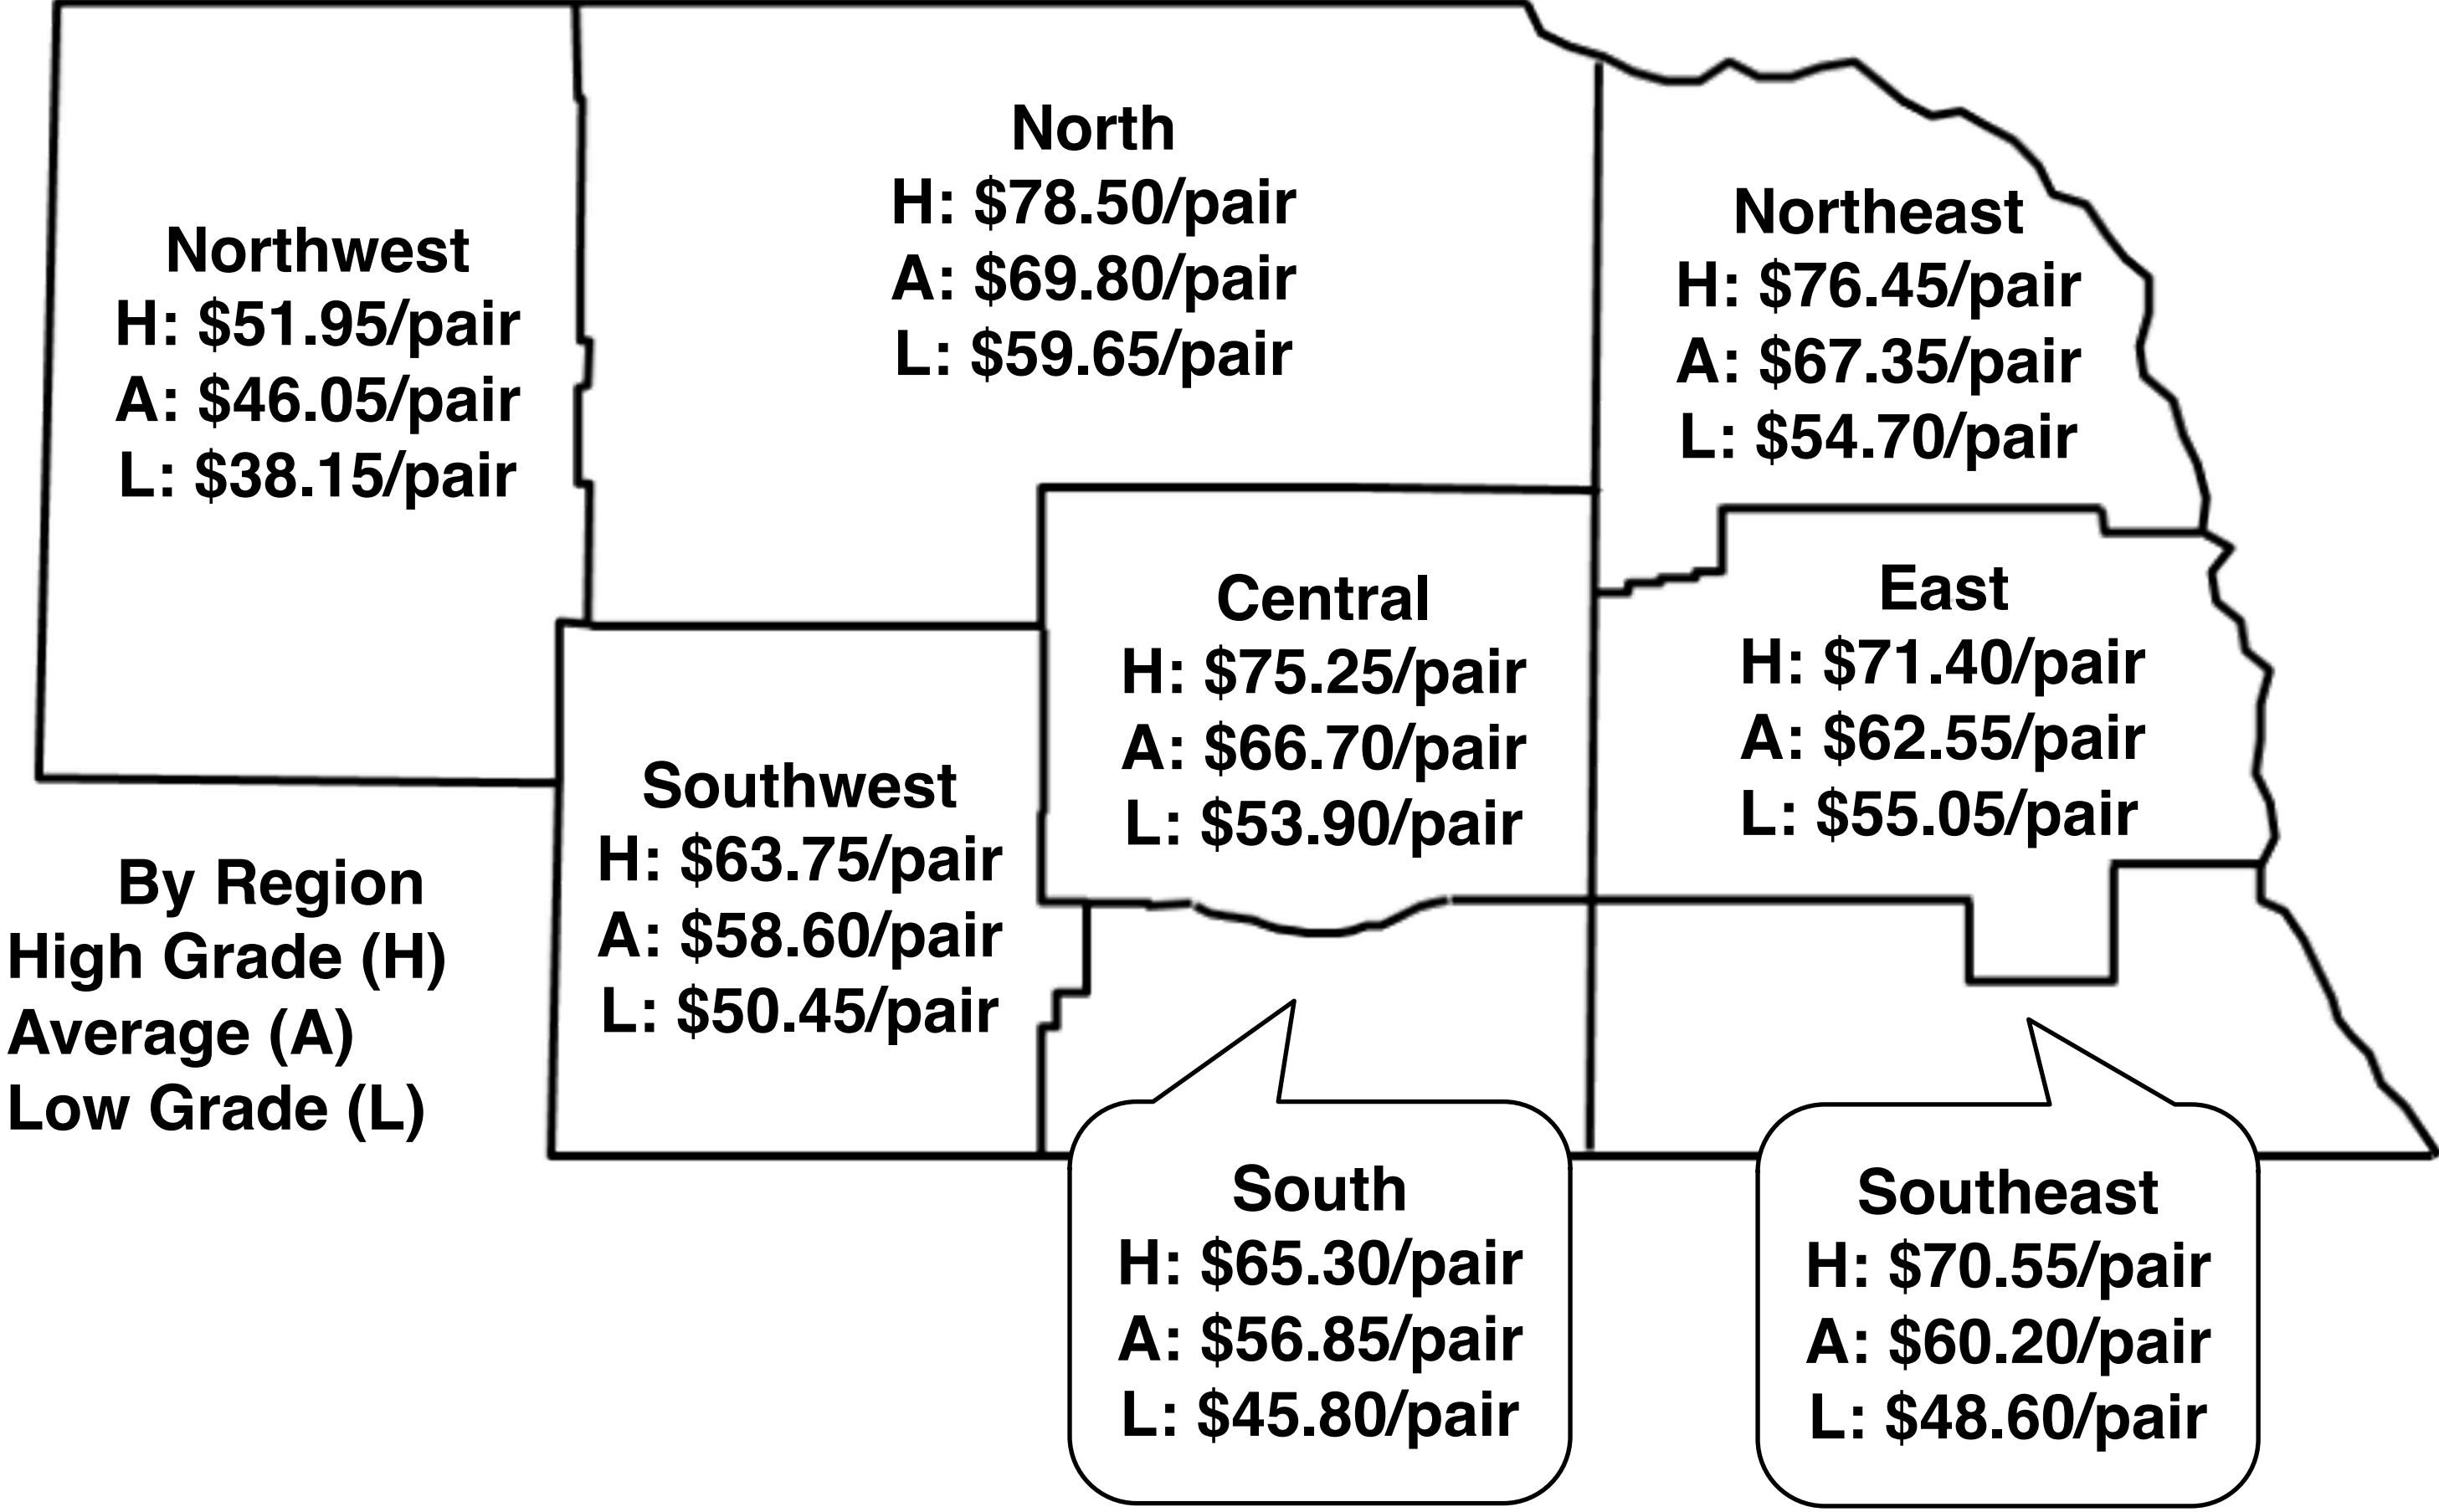 North
H: $78.50/pair
A: $69.80/pair
L: $59.65/pair
Northwest
H: $51.95/pair
A: $46.05/pair
L: $38.15/pair
Northeast
H: $76.45/pair
A: $67.35/pair
L: $54.70/pair
Central
H: $75.25/pair
A: $66.70/pair
L: $53.90/pair
East
H: $71.40/pair
A: $62.55/pair
L: $55.05/pair
Southwest
H: $63.75/pair
A: $58.60/pair
L: $50.45/pair
By Region
High Grade (H)
Average (A)
Low Grade (L)
South
H: $65.30/pair
A: $56.85/pair
L: $45.80/pair
Southeast
H: $70.55/pair
A: $60.20/pair
L: $48.60/pair